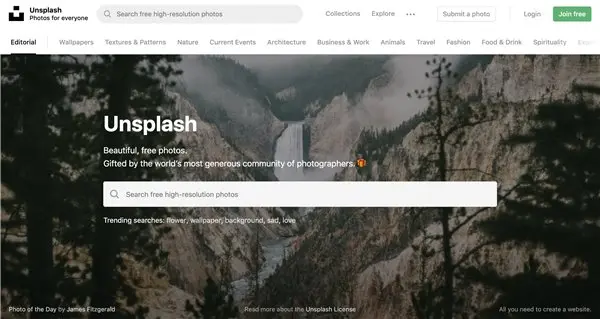 Unsplash
Photos for everyone
Search free high-resolution photos
Collections Explore ••• Submit a photo Login Join free
Editorial Wallpapers Textures & Patterns Nature Current Events Architecture Business & Work Animals Travel Fashion Food & Drink Spirituality
Unsplash
Beautiful, free photos.
Gifted by the world's most generous community of photographers. 🎁
Search free high-resolution photos
Trending searches: flower, wallpaper, background, sad, love
Photo of the Day by James Fitzgerald Read more about the Unsplash License All you need to create a website.